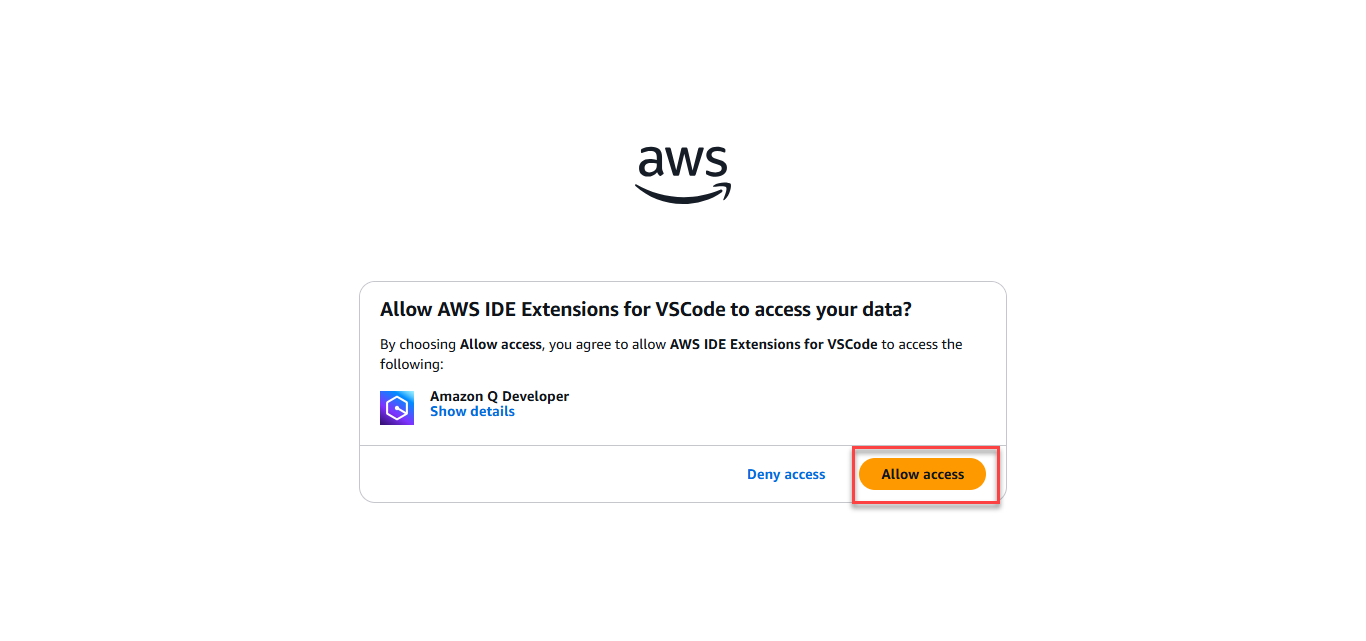 aws
Allow AWS IDE Extensions for VSCode to access your data?
By choosing Allow access, you agree to allow AWS IDE Extensions for VSCode to access the
following:
Amazon Q Developer
Show details
Deny access
Allow access